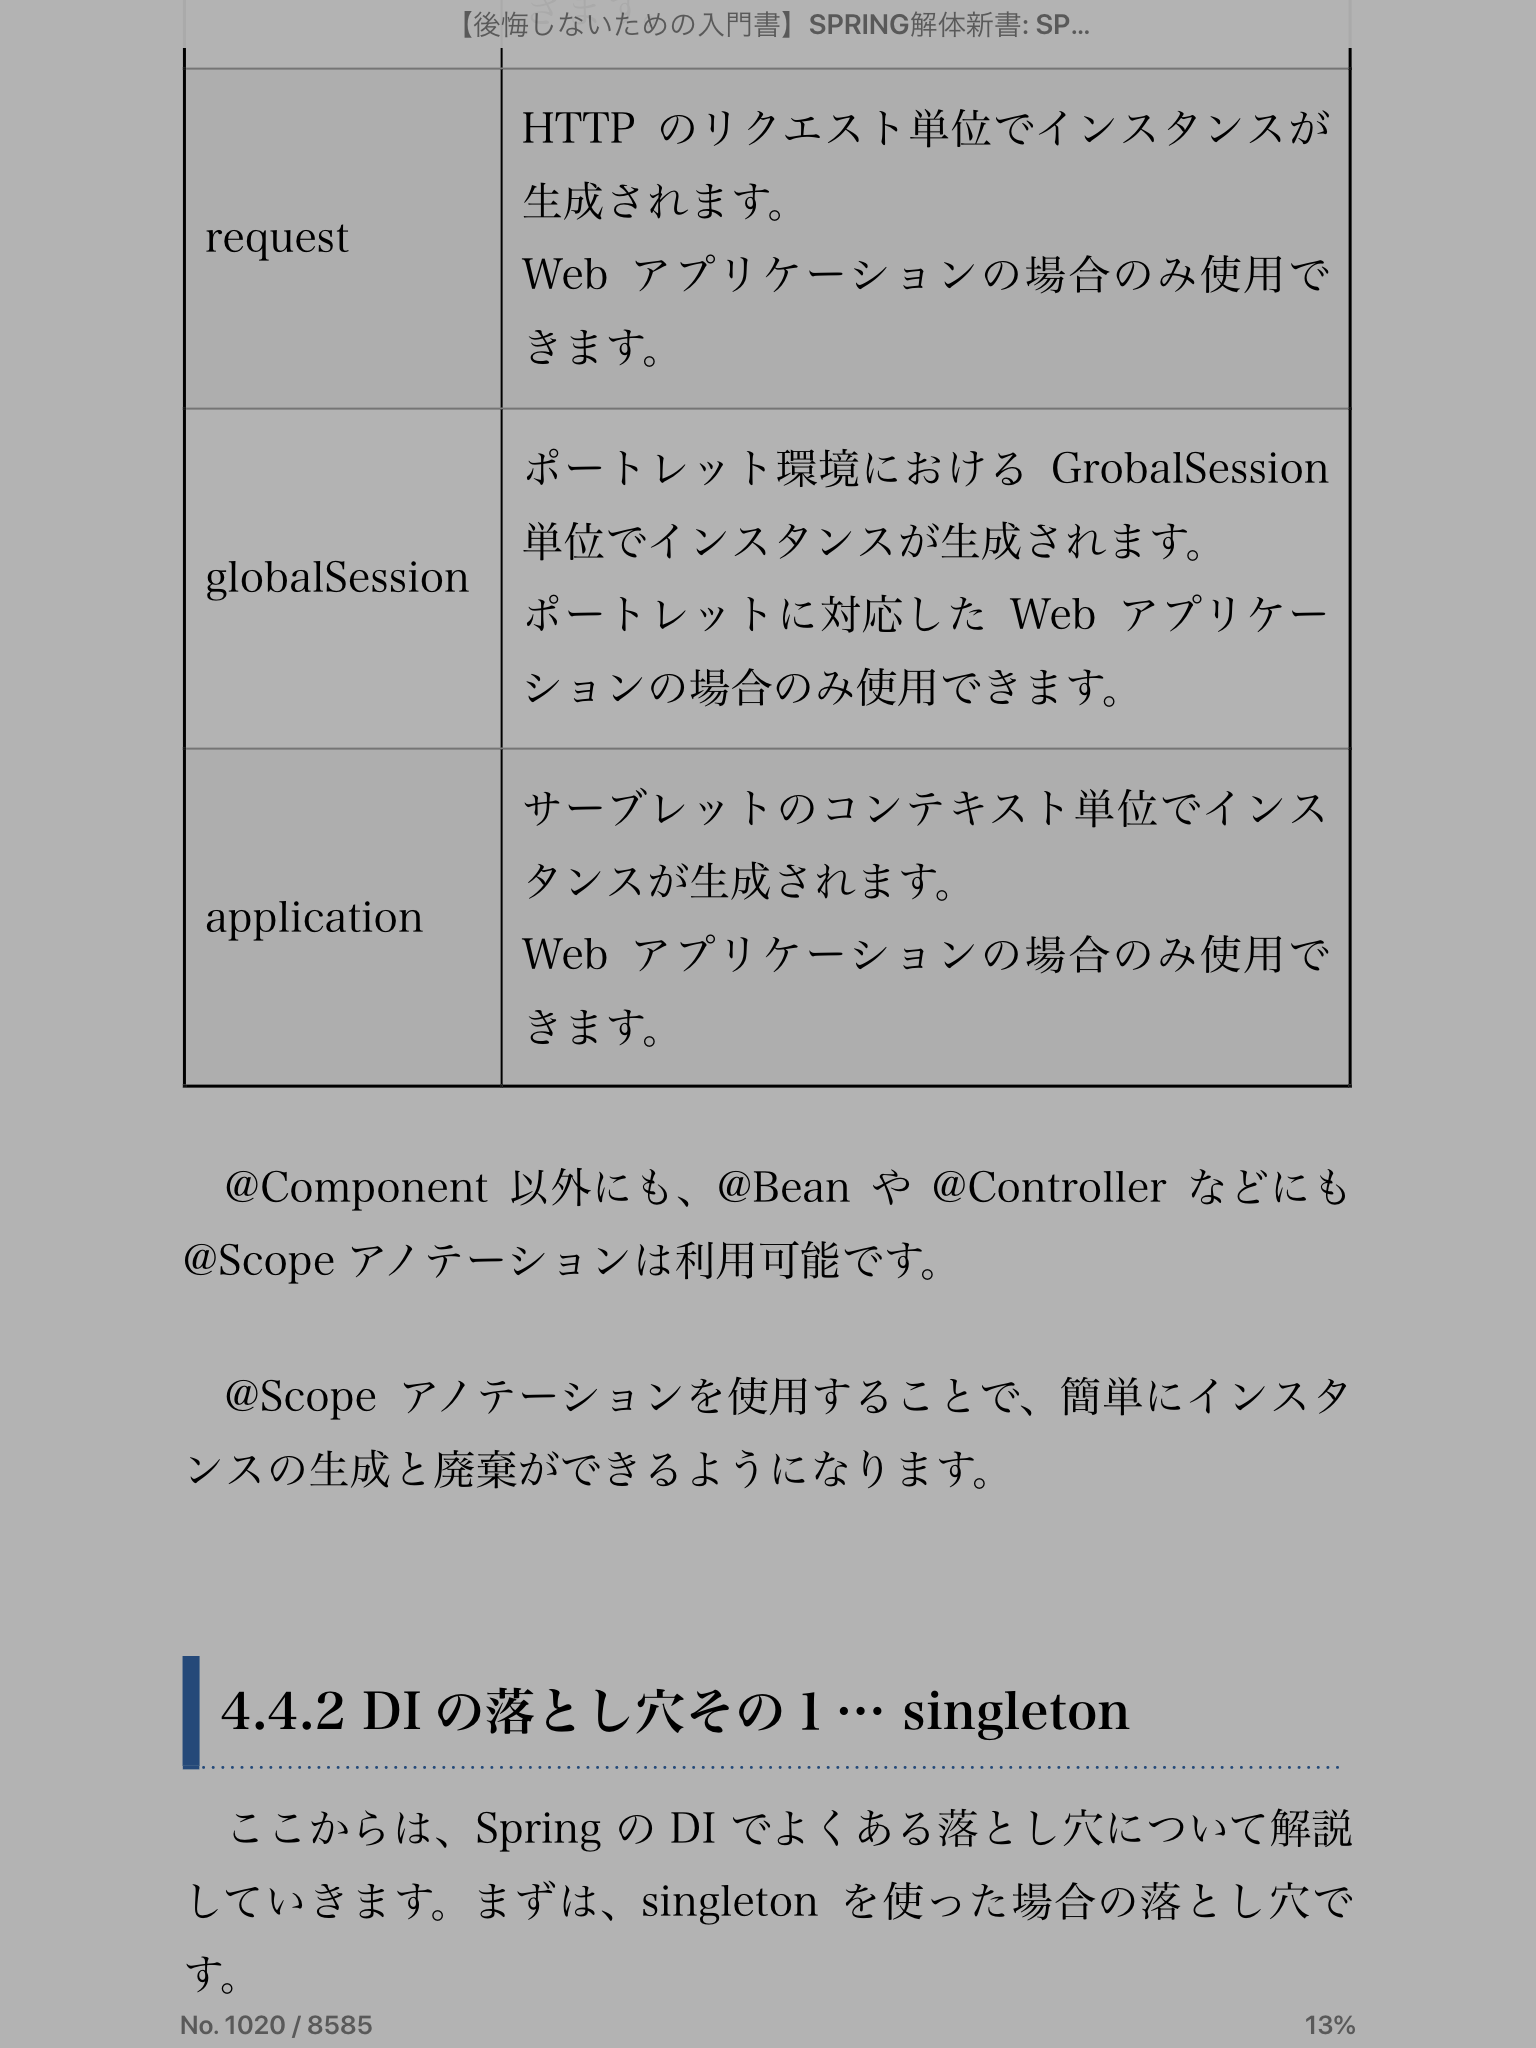 【後悔しないための入門書】SPRING解体新書: SP...
request
HTTP のリクエスト単位でインスタンスが
生成されます。
Web アプリケーションの場合のみ使用で
きます。
globalSession
ポートレット環境における GrobalSession
単位でインスタンスが生成されます。
ポートレットに対応した Web アプリケー
ションの場合のみ使用できます。
application
サーブレットのコンテキスト単位でインス
タンスが生成されます。
Web アプリケーションの場合のみ使用で
きます。
@Component 以外にも、@Bean や @Controller などにも
@Scope アノテーションは利用可能です。
@Scope アノテーションを使用することで、簡単にインスタ
ンスの生成と廃棄ができるようになります。
4.4.2 DI の落とし穴その 1 … singleton
ここからは、Spring の DI でよくある落とし穴について解説
していきます。まずは、singleton を使った場合の落とし穴で
す。
No. 1020 / 8585
13%